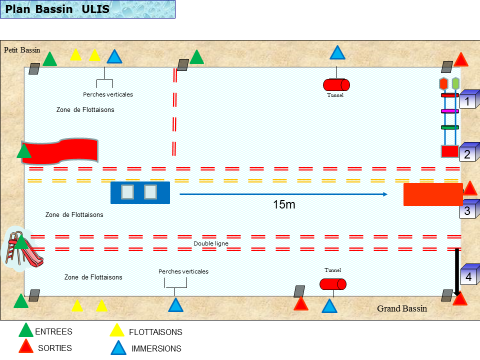 Plan Bassin ULIS
Petit Bassin
Perches verticales
Tunnel
Zone de Flottaisons
1
2
15m
3
Zone de Flottaisons
Double ligne
Zone de Flottaisons
Perches verticales
Tunnel
4
Grand Bassin
ENTREES
FLOTTAISONS
SORTIES
IMMERSIONS